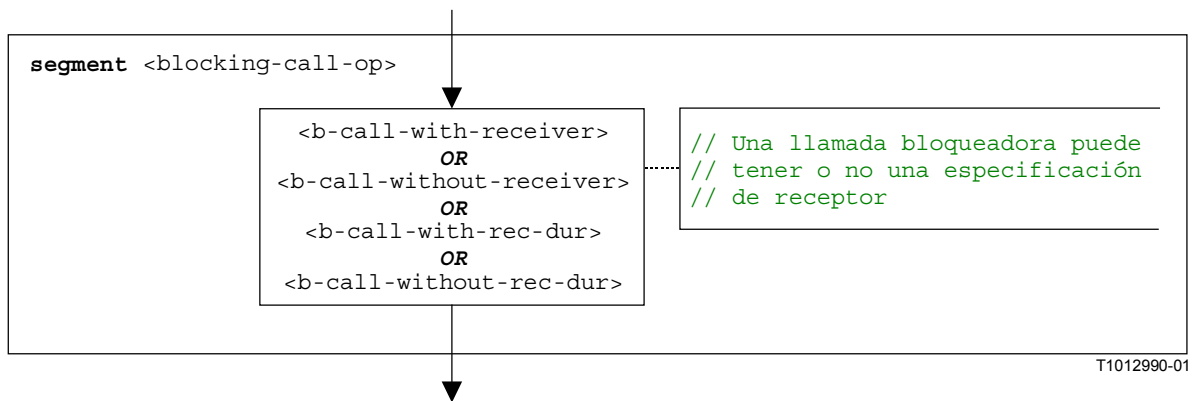 segment <blocking-call-op>
<b-call-with-receiver>
OR
<b-call-without-receiver>
OR
<b-call-with-rec-dur>
OR
<b-call-without-rec-dur>
// Una llamada bloqueadora puede
// tener o no una especificación
// de receptor
T1012990-01